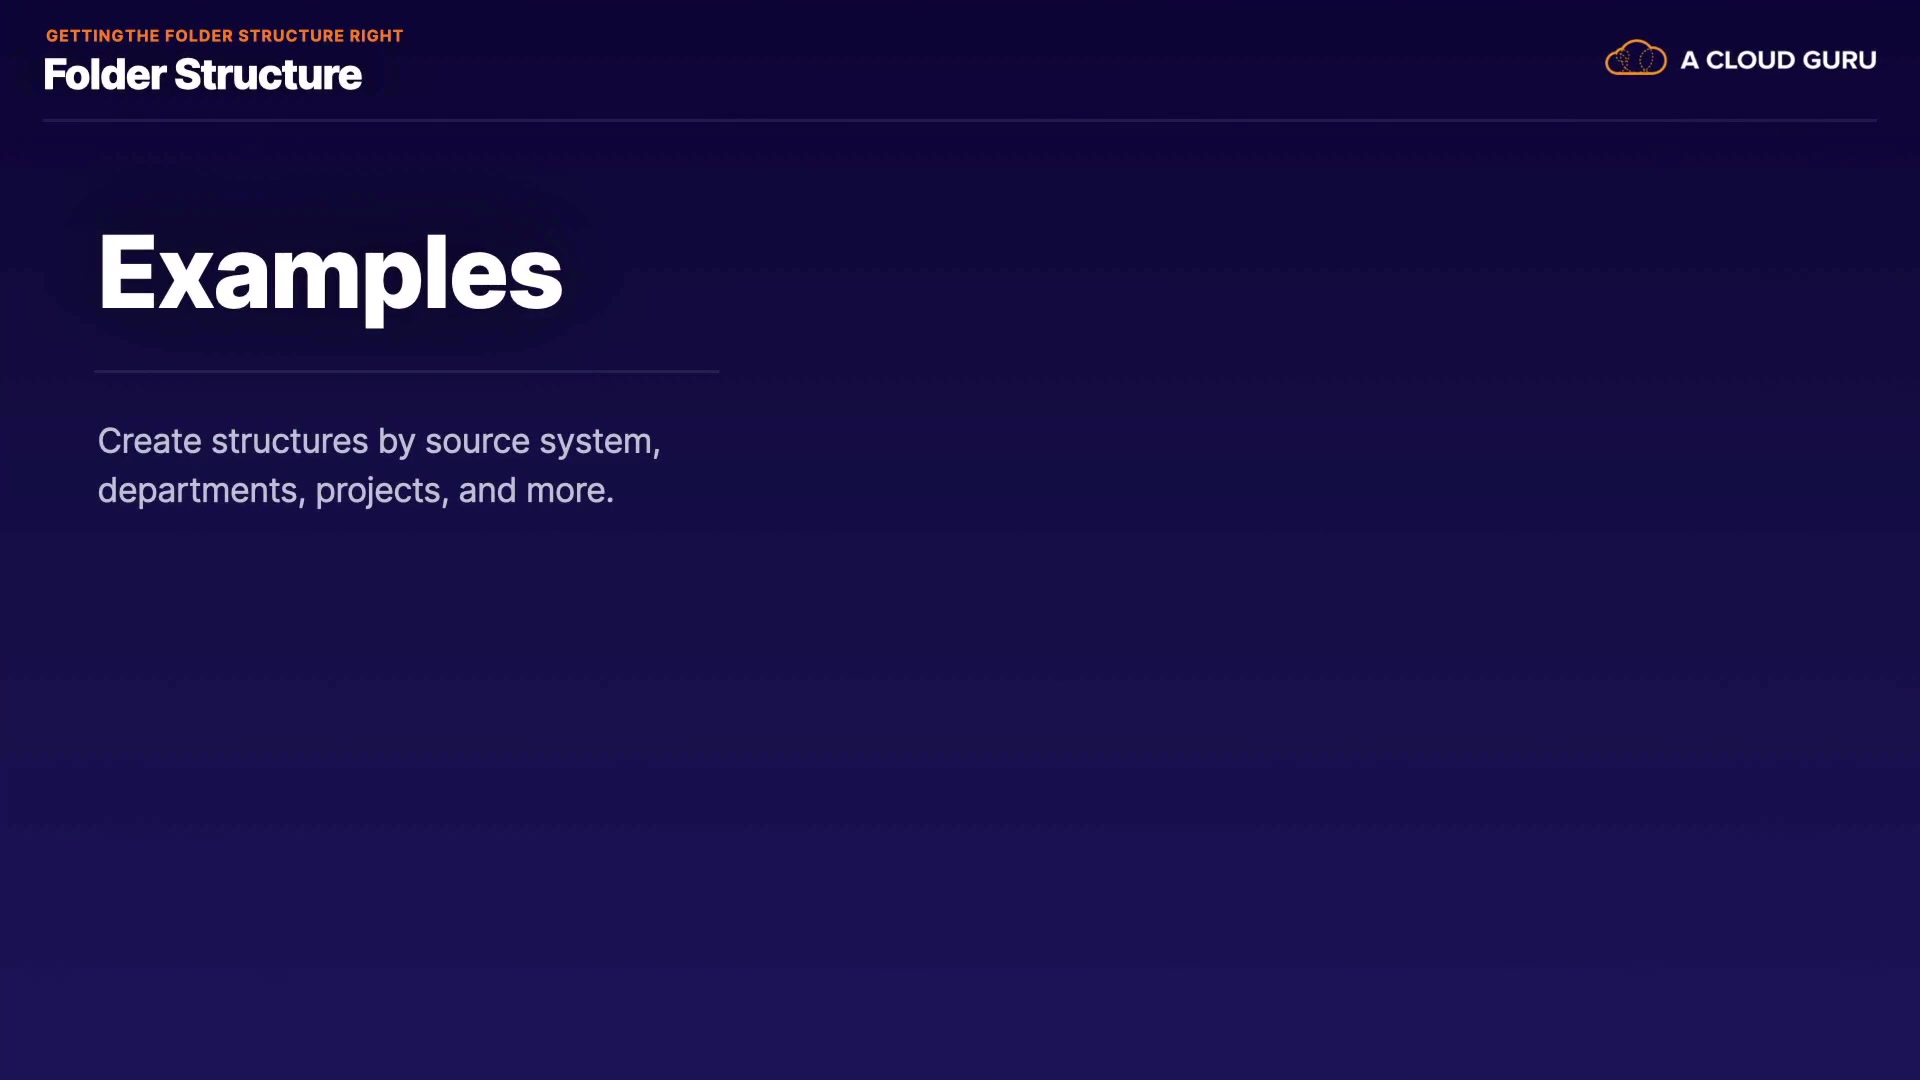 GETTINGTHE FOLDER STRUCTURE RIGHT
Folder Structure
A CLOUD GURU
Examples
Create structures by source system,
departments, projects, and more.